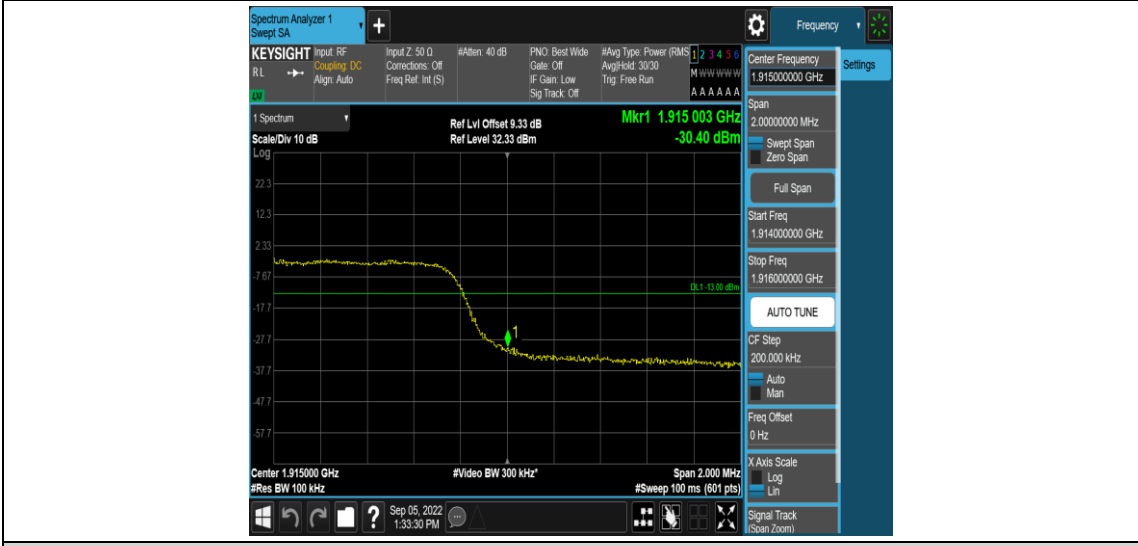 Spectrum Analyzer 1
Swept SA
Frequency
KEYSIGHT
RL
Input: RF
Coupling: DC
Align: Auto
Input Z: 50 Ω
Corrections: Off
Freq Ref: Int (S)
#Atten: 40 dB
PNO: Best Wide
Gate: Off
IF Gain: Low
Sig Track: Off
#Avg Type: Power (RMS
Avg|Hold: 30/30
Trig: Free Run
1 2 3 4 5 6
M W W W W W
A A A A A A
1 Spectrum
Scale/Div 10 dB
Log
Ref Lvl Offset 9.33 dB
Ref Level 32.33 dBm
Mkr1 1.915 003 GHz
-30.40 dBm
22.3
12.3
2.33
-7.67
-17.7
-27.7
-37.7
-47.7
-57.7
DL1 -13.00 dBm
1
Center 1.915000 GHz
#Res BW 100 kHz
#Video BW 300 kHz*
Span 2.000 MHz
#Sweep 100 ms (601 pts)
Sep 05, 2022
1:33:30 PM
Center Frequency
1.915000000 GHz
Settings
Span
2.00000000 MHz
Swept Span
Zero Span
Full Span
Start Freq
1.914000000 GHz
Stop Freq
1.916000000 GHz
AUTO TUNE
CF Step
200.000 kHz
Auto
Man
Freq Offset
0 Hz
X Axis Scale
Log
Lin
Signal Track
(Span Zoom)